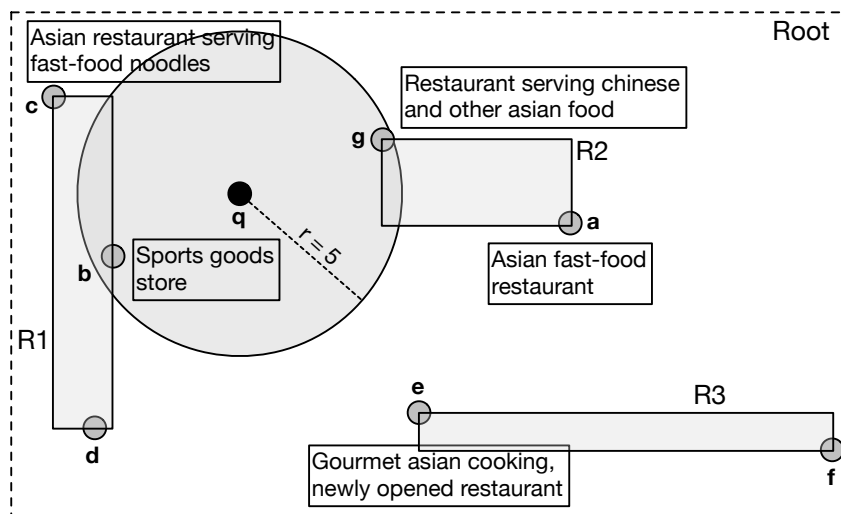 Root
Asian restaurant serving
fast-food noodles
c
Restaurant serving chinese
and other asian food
g
R2
q
a
r = 5
b
Sports goods
store
Asian fast-food
restaurant
R1
e
R3
d
Gourmet asian cooking,
newly opened restaurant
f